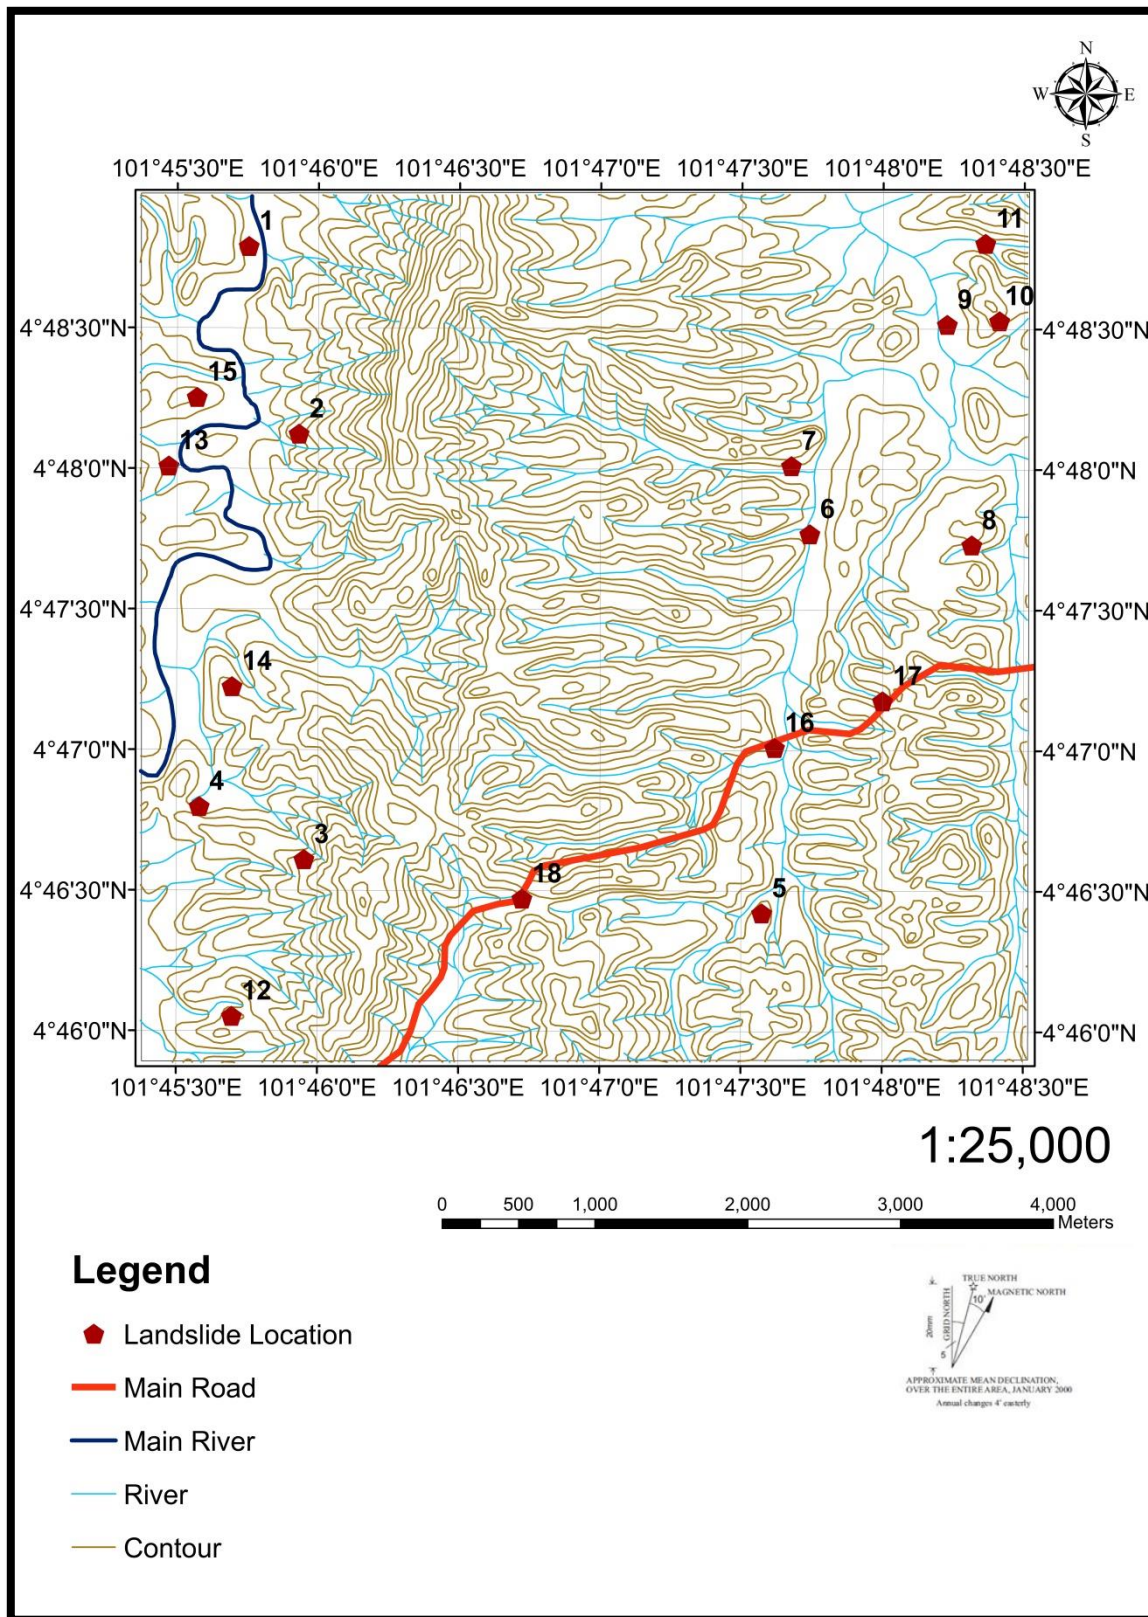 N
W E
S
101°45'30"E 101°46'0"E 101°46'30"E 101°47'0"E 101°47'30"E 101°48'0"E 101°48'30"E
1
11
9
10
4°48'30"N
4°48'30"N
15
2
13
7
4°48'0"N
4°48'0"N
6
8
4°47'30"N
4°47'30"N
14
17
16
4°47'0"N
4°47'0"N
4
3
18
5
4°46'30"N
4°46'30"N
12
4°46'0"N
4°46'0"N
101°45'30"E 101°46'0"E 101°46'30"E 101°47'0"E 101°47'30"E 101°48'0"E 101°48'30"E
1:25,000
0 500 1,000 2,000 3,000 4,000
Meters
Legend
Landslide Location
Main Road
Main River
River
Contour
TRUE NORTH
MAGNETIC NORTH
GRID NORTH
10'
20mm
5
APPROXIMATE MEAN DECLINATION,
OVER THE ENTIRE AREA, JANUARY 2000
Annual changes 4' easterly